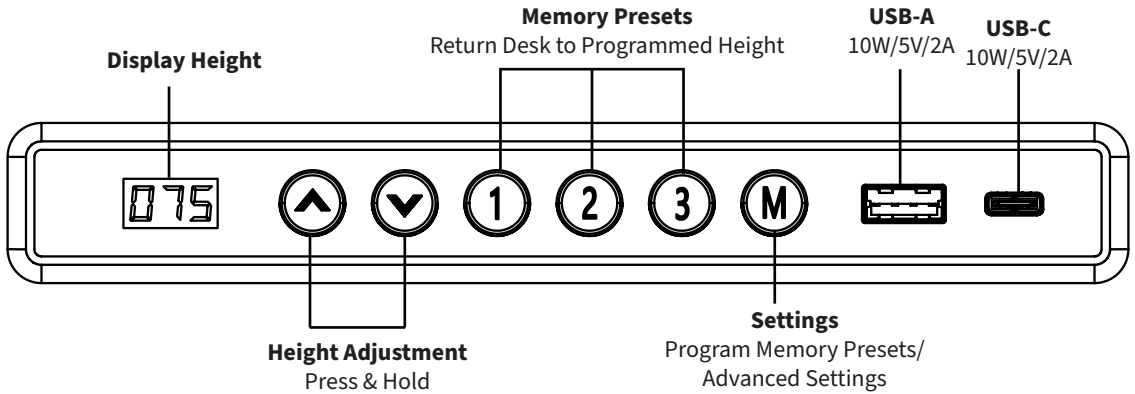 Memory Presets
Return Desk to Programmed Height
USB-A
10W/5V/2A
USB-C
10W/5V/2A
Display Height
075
1
2
3
M
Height Adjustment
Press & Hold
Settings
Program Memory Presets/
Advanced Settings